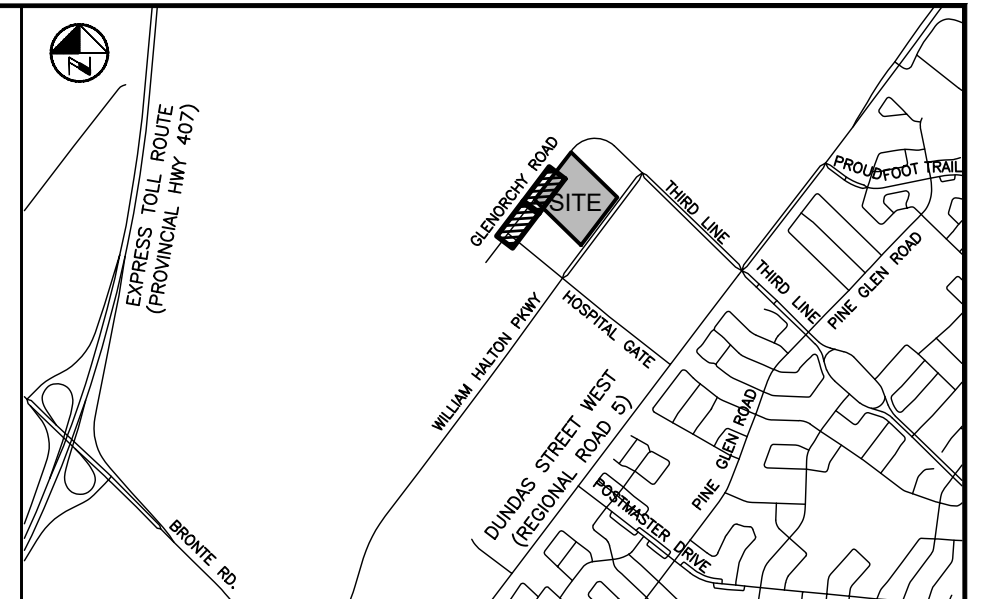 N
EXPRESS TOLL ROUTE
(PROVINCIAL HWY 407)
GLENORCHY ROAD
SITE
THIRD LINE
PROUDFOOT TRAIL
THIRD LINE
PINE GLEN ROAD
WILLIAM HALTON PKWY
HOSPITAL GATE
DUNDAS STREET WEST
(REGIONAL ROAD 5)
PINE GLEN ROAD
POSTMASTER DRIVE
BRONTE RD.